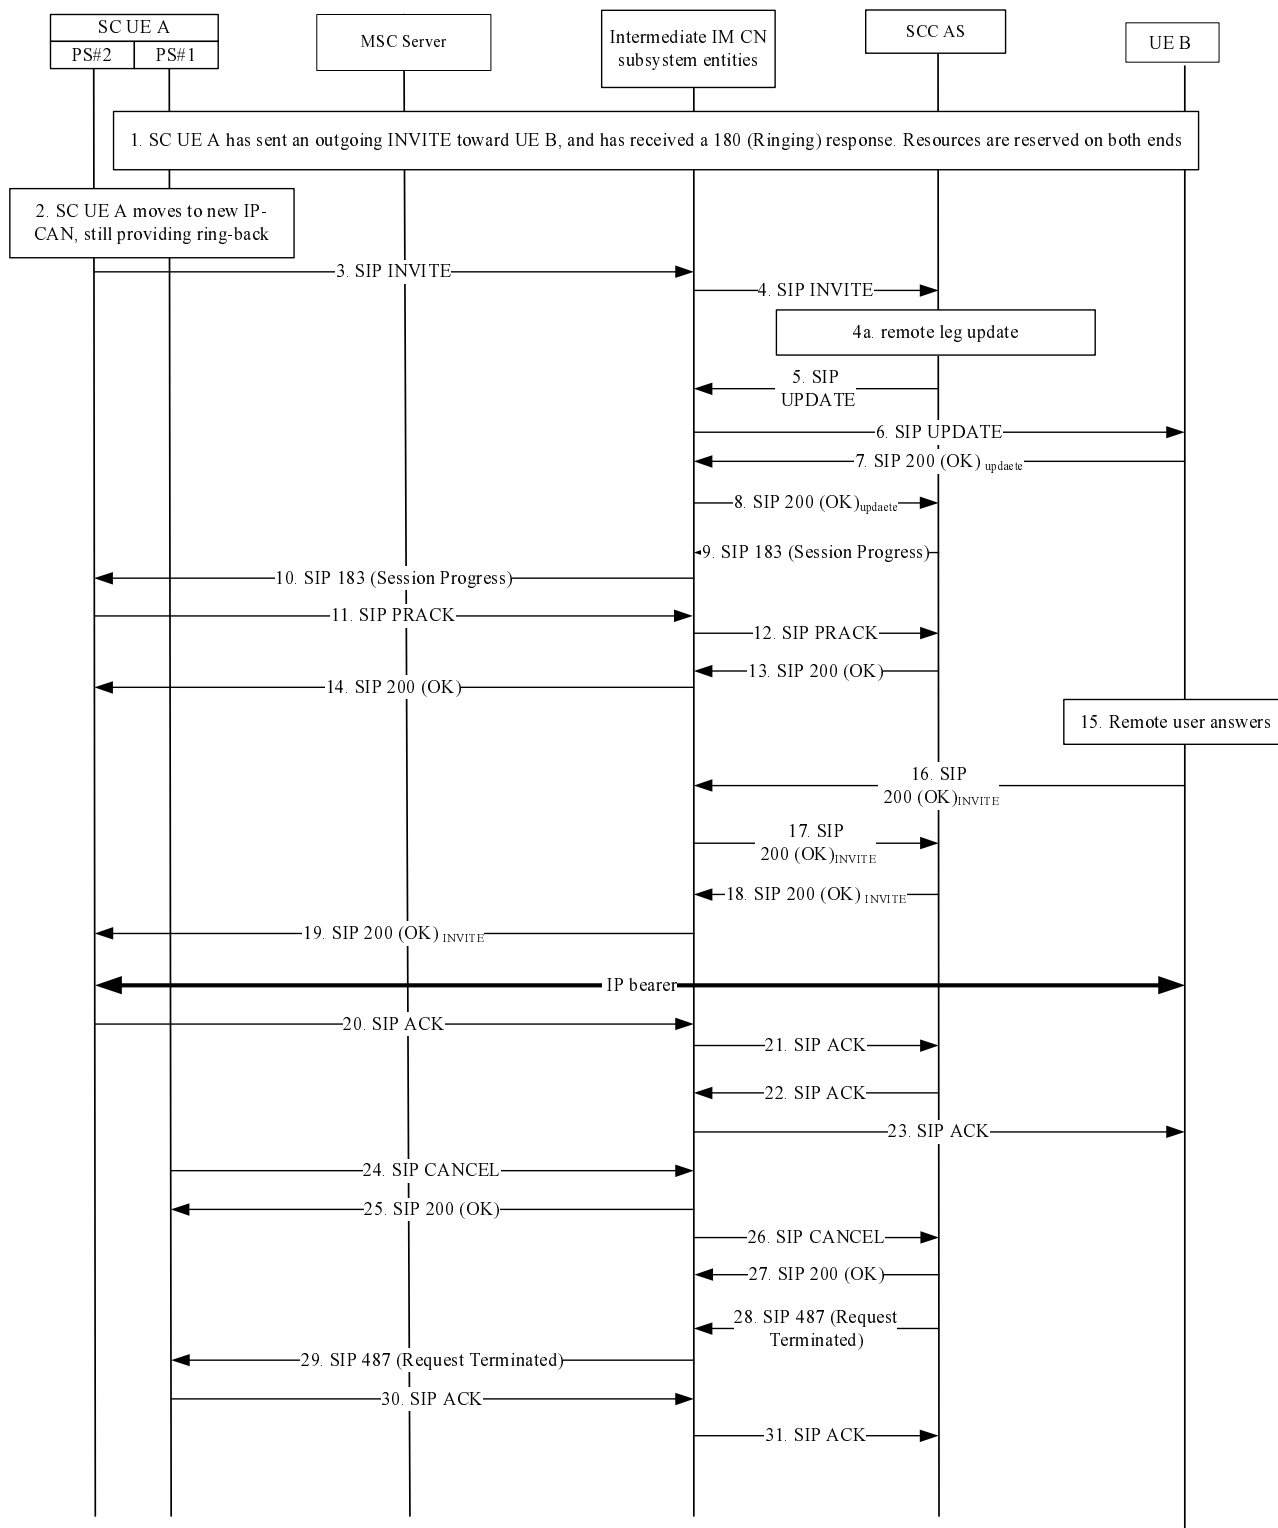 SC UE A
PS#2
PS#1
MSC Server
Intermediate IM CN
subsystem entities
SCC AS
UE B
1. SC UE A has sent an outgoing INVITE toward UE B, and has received a 180 (Ringing) response. Resources are reserved on both ends
2. SC UE A moves to new IP-
CAN, still providing ring-back
3. SIP INVITE
4. SIP INVITE
4a. remote leg update
5. SIP
UPDATE
6. SIP UPDATE
7. SIP 200 (OK) updaete
8. SIP 200 (OK)updaete
9. SIP 183 (Session Progress)
10. SIP 183 (Session Progress)
11. SIP PRACK
12. SIP PRACK
13. SIP 200 (OK)
14. SIP 200 (OK)
15. Remote user answers
16. SIP
200 (OK)INVITE
17. SIP
200 (OK)INVITE
18. SIP 200 (OK) INVITE
19. SIP 200 (OK) INVITE
IP bearer
20. SIP ACK
21. SIP ACK
22. SIP ACK
23. SIP ACK
24. SIP CANCEL
25. SIP 200 (OK)
26. SIP CANCEL
27. SIP 200 (OK)
28. SIP 487 (Request
Terminated)
29. SIP 487 (Request Terminated)
30. SIP ACK
31. SIP ACK